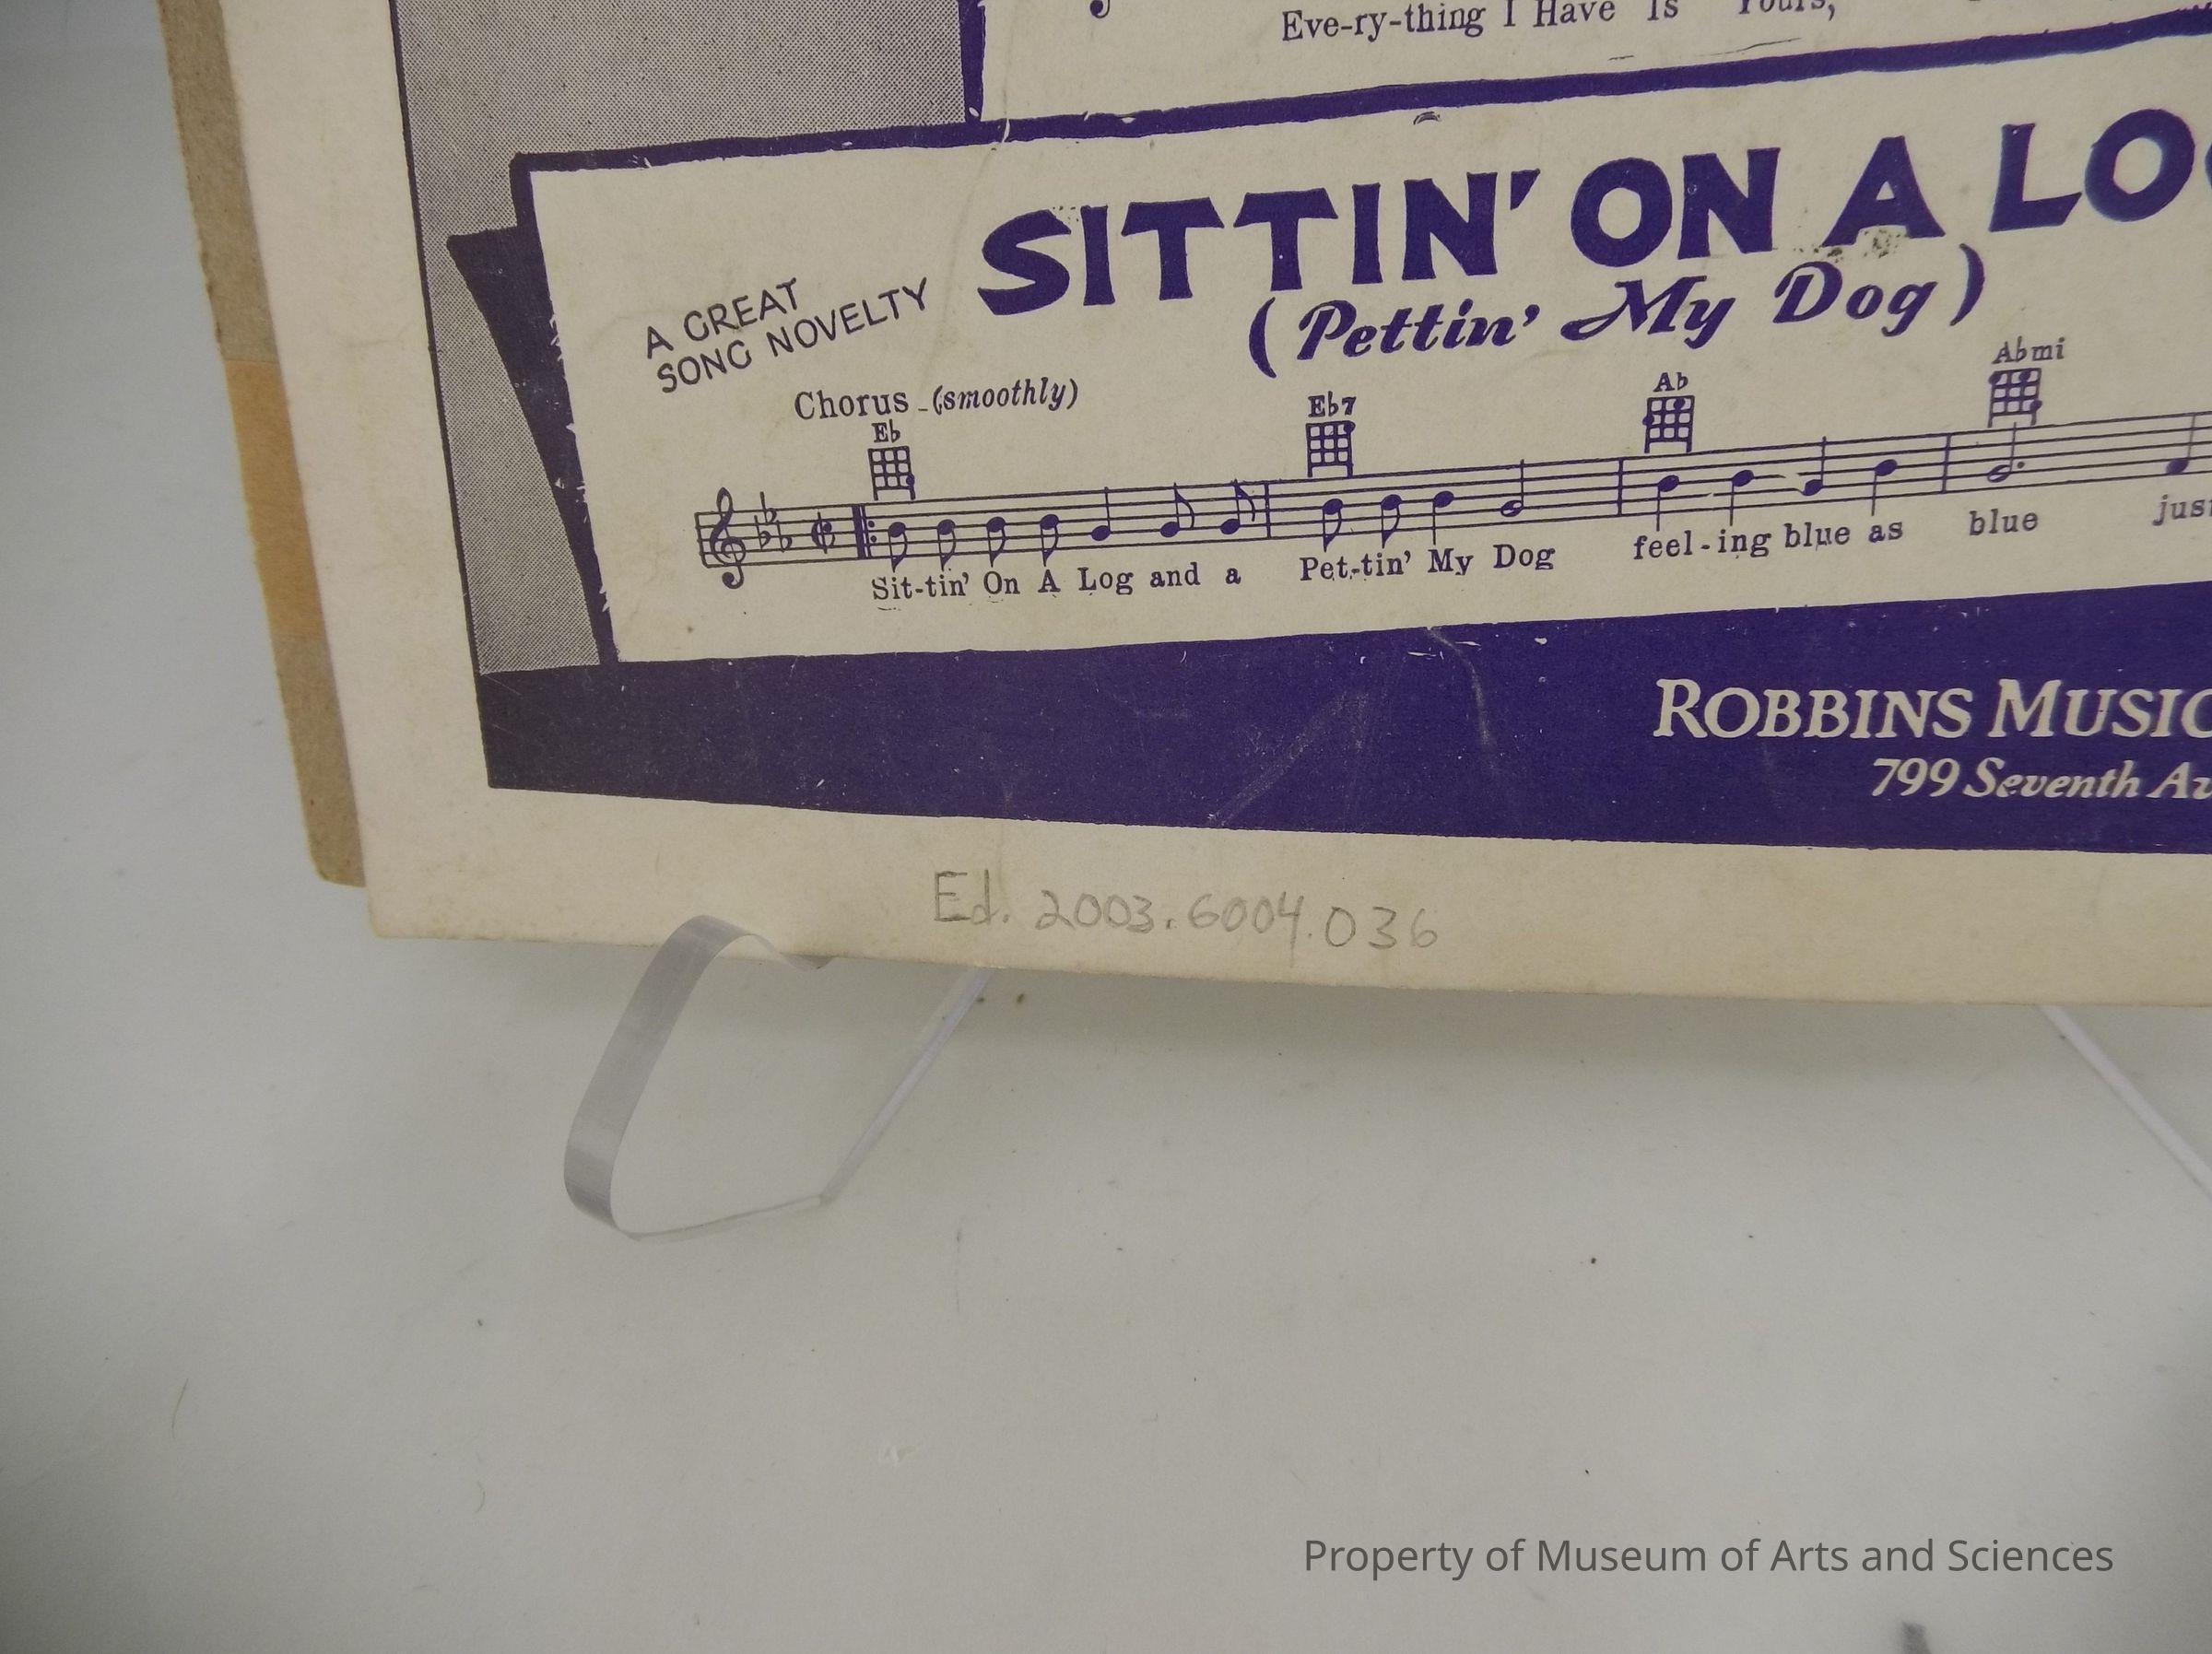 Eve-ry-thing I Have Is Yours,
SITTIN' ON A LO
(Pettin' My Dog)
A GREAT
SONG NOVELTY
Chorus - (smoothly)
Eb Eb7 Ab Abmi
Sit-tin' On A Log and a Pet-tin' My Dog feel-ing blue as blue jus
ROBBINS MUSIC
799 Seventh Av
Ed. 2003.6004.036
Property of Museum of Arts and Sciences